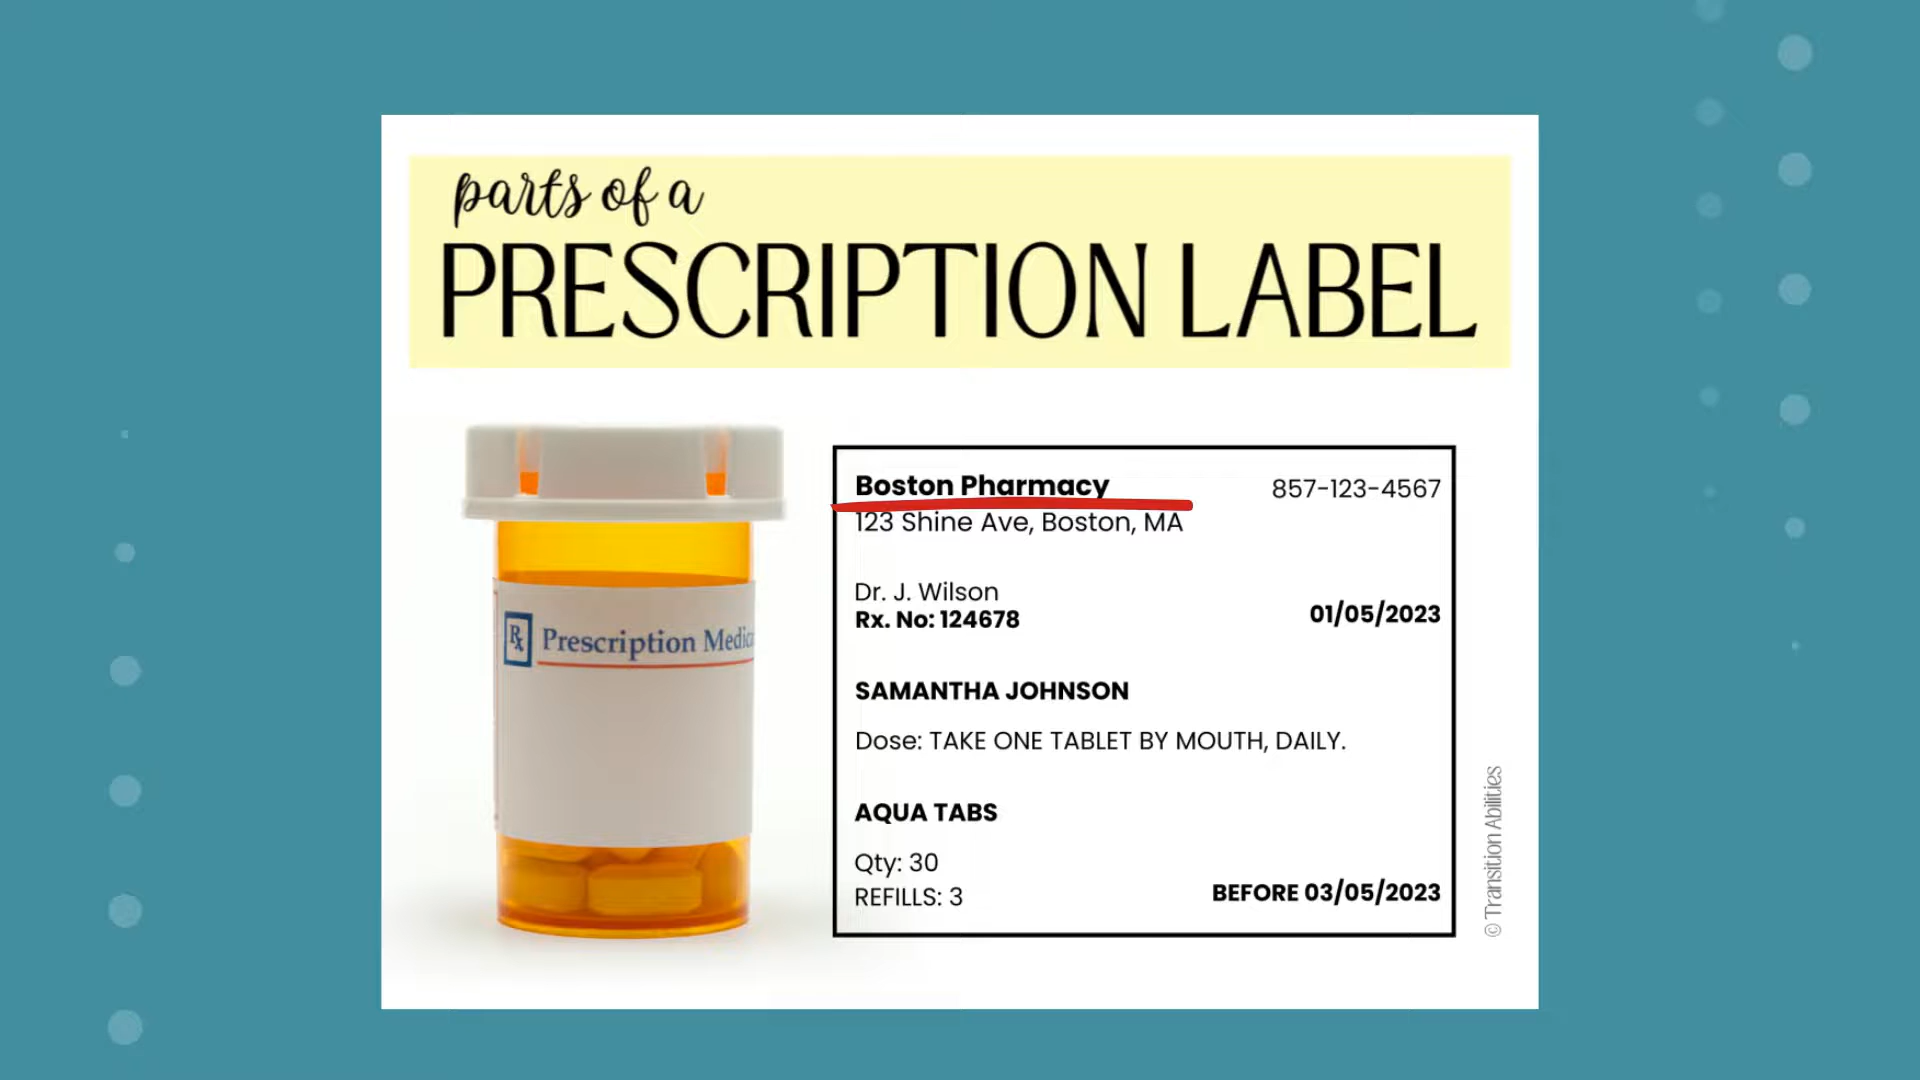 parts of a
PRESCRIPTION LABEL
Rx Prescription Medic
Boston Pharmacy
857-123-4567
123 Shine Ave, Boston, MA
Dr. J. Wilson
Rx. No: 124678
01/05/2023
SAMANTHA JOHNSON
Dose: TAKE ONE TABLET BY MOUTH, DAILY.
AQUA TABS
Qty: 30
REFILLS: 3
BEFORE 03/05/2023
© Transition Abilities